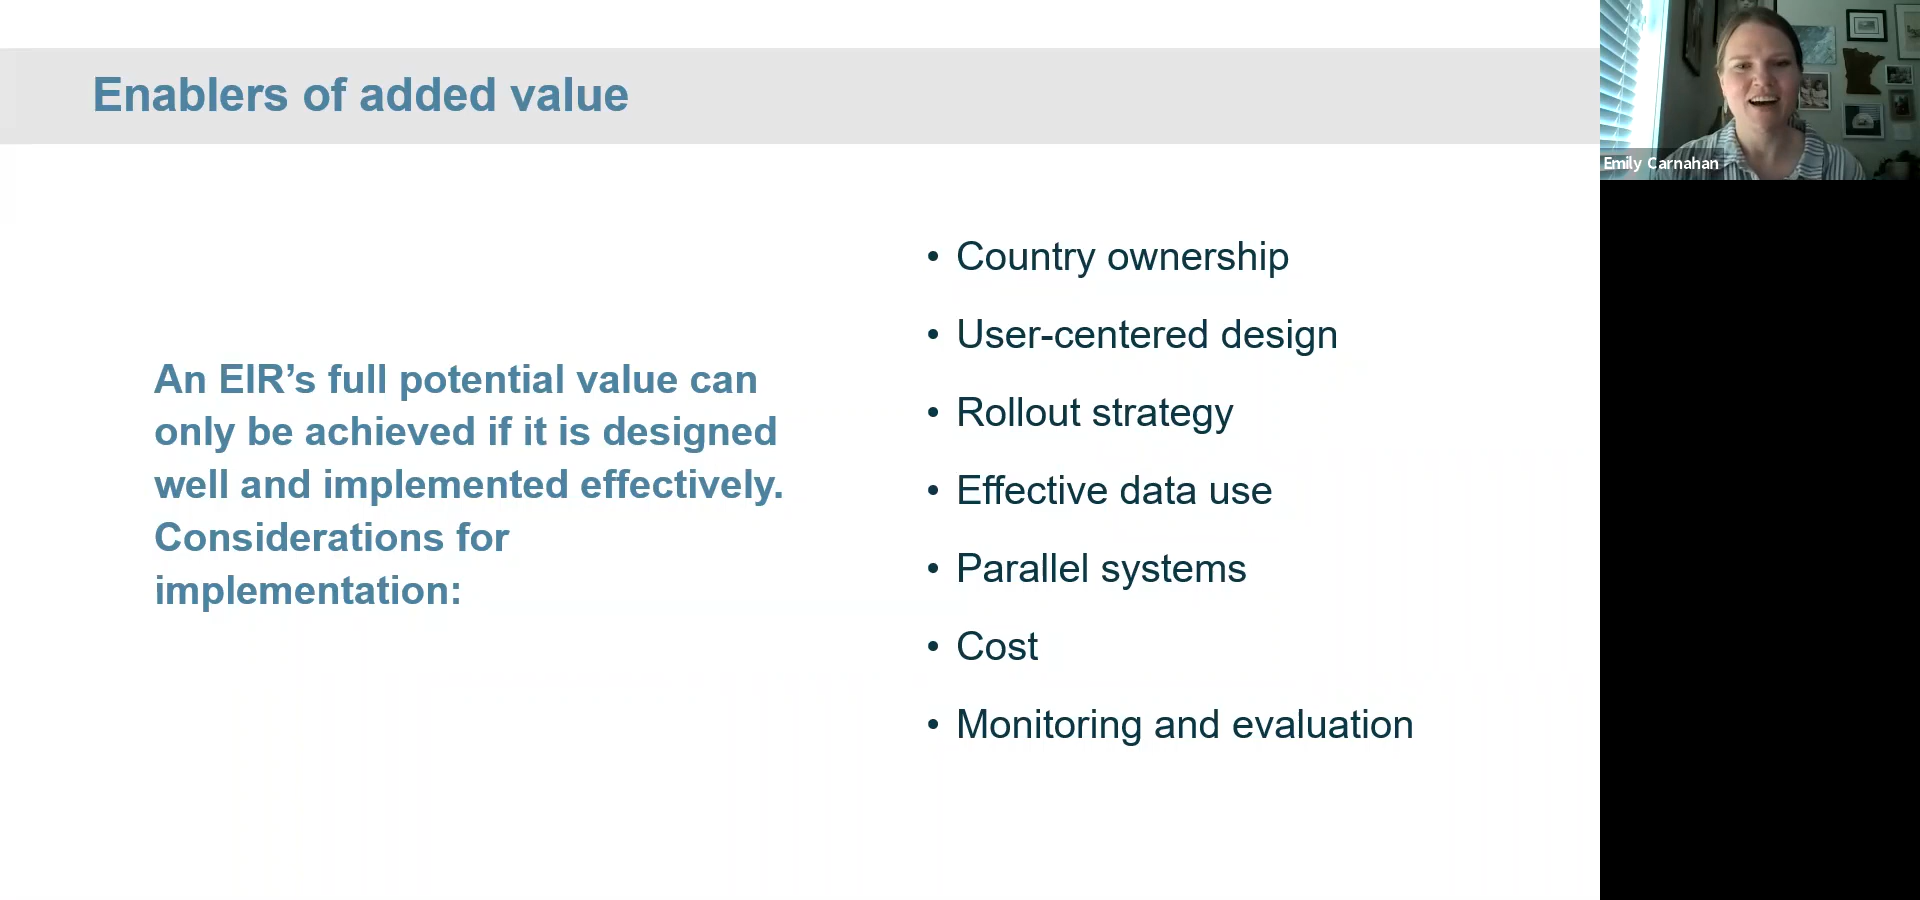 Enablers of added value
An EIR’s full potential value can
only be achieved if it is designed
well and implemented effectively.
Considerations for
implementation:
• Country ownership
• User-centered design
• Rollout strategy
• Effective data use
• Parallel systems
• Cost
• Monitoring and evaluation
Emily Carnahan